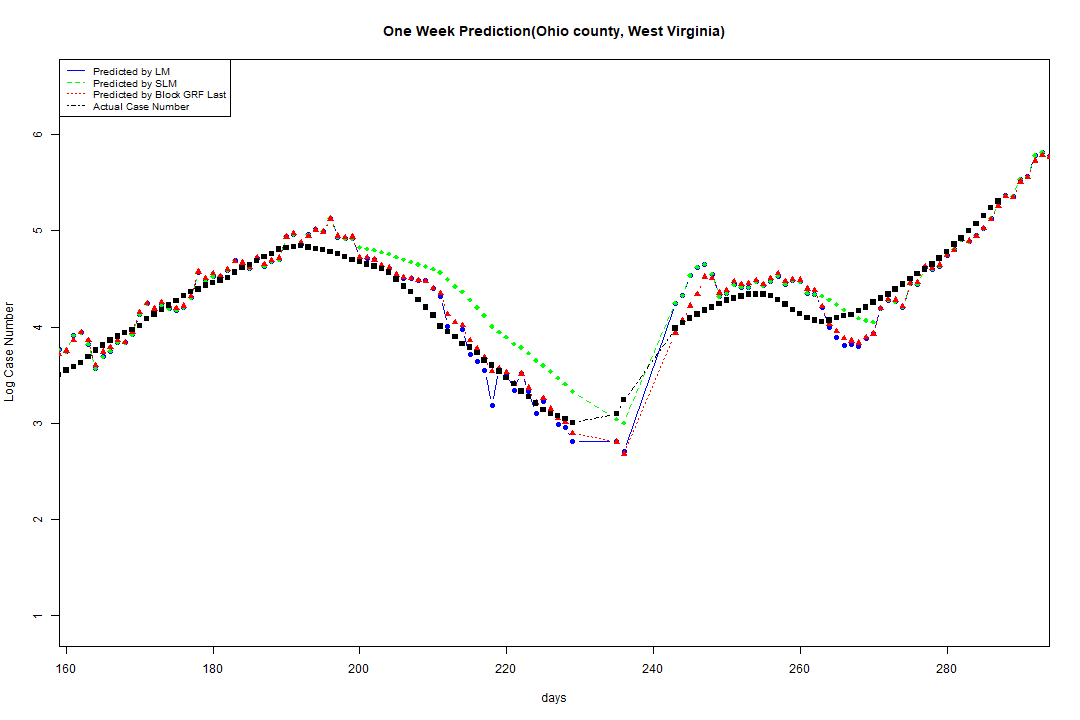 One Week Prediction(Ohio county, West Virginia)
Predicted by LM
Predicted by SLM
Predicted by Block GRF Last
Actual Case Number
6
5
4
3
2
1
Log Case Number
160 180 200 220 240 260 280
days